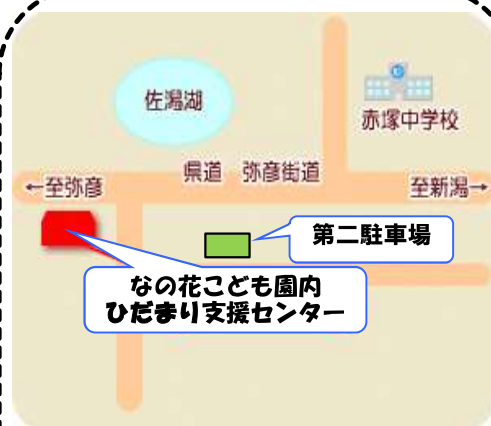 佐潟湖
赤塚中学校
県道 弥彦街道
←至弥彦
至新潟→
第二駐車場
なの花こども園内
ひだまり支援センター